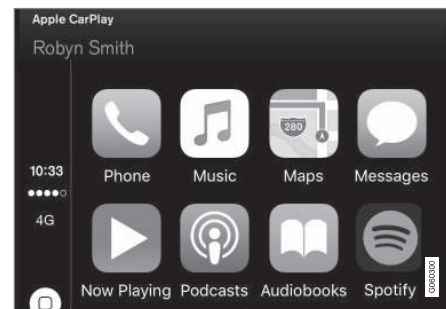 Apple CarPlay
Robyn Smith
280
10:33
Phone
Music
Maps
Messages
4G
Now Playing
Podcasts
Audiobooks
Spotify
G060300